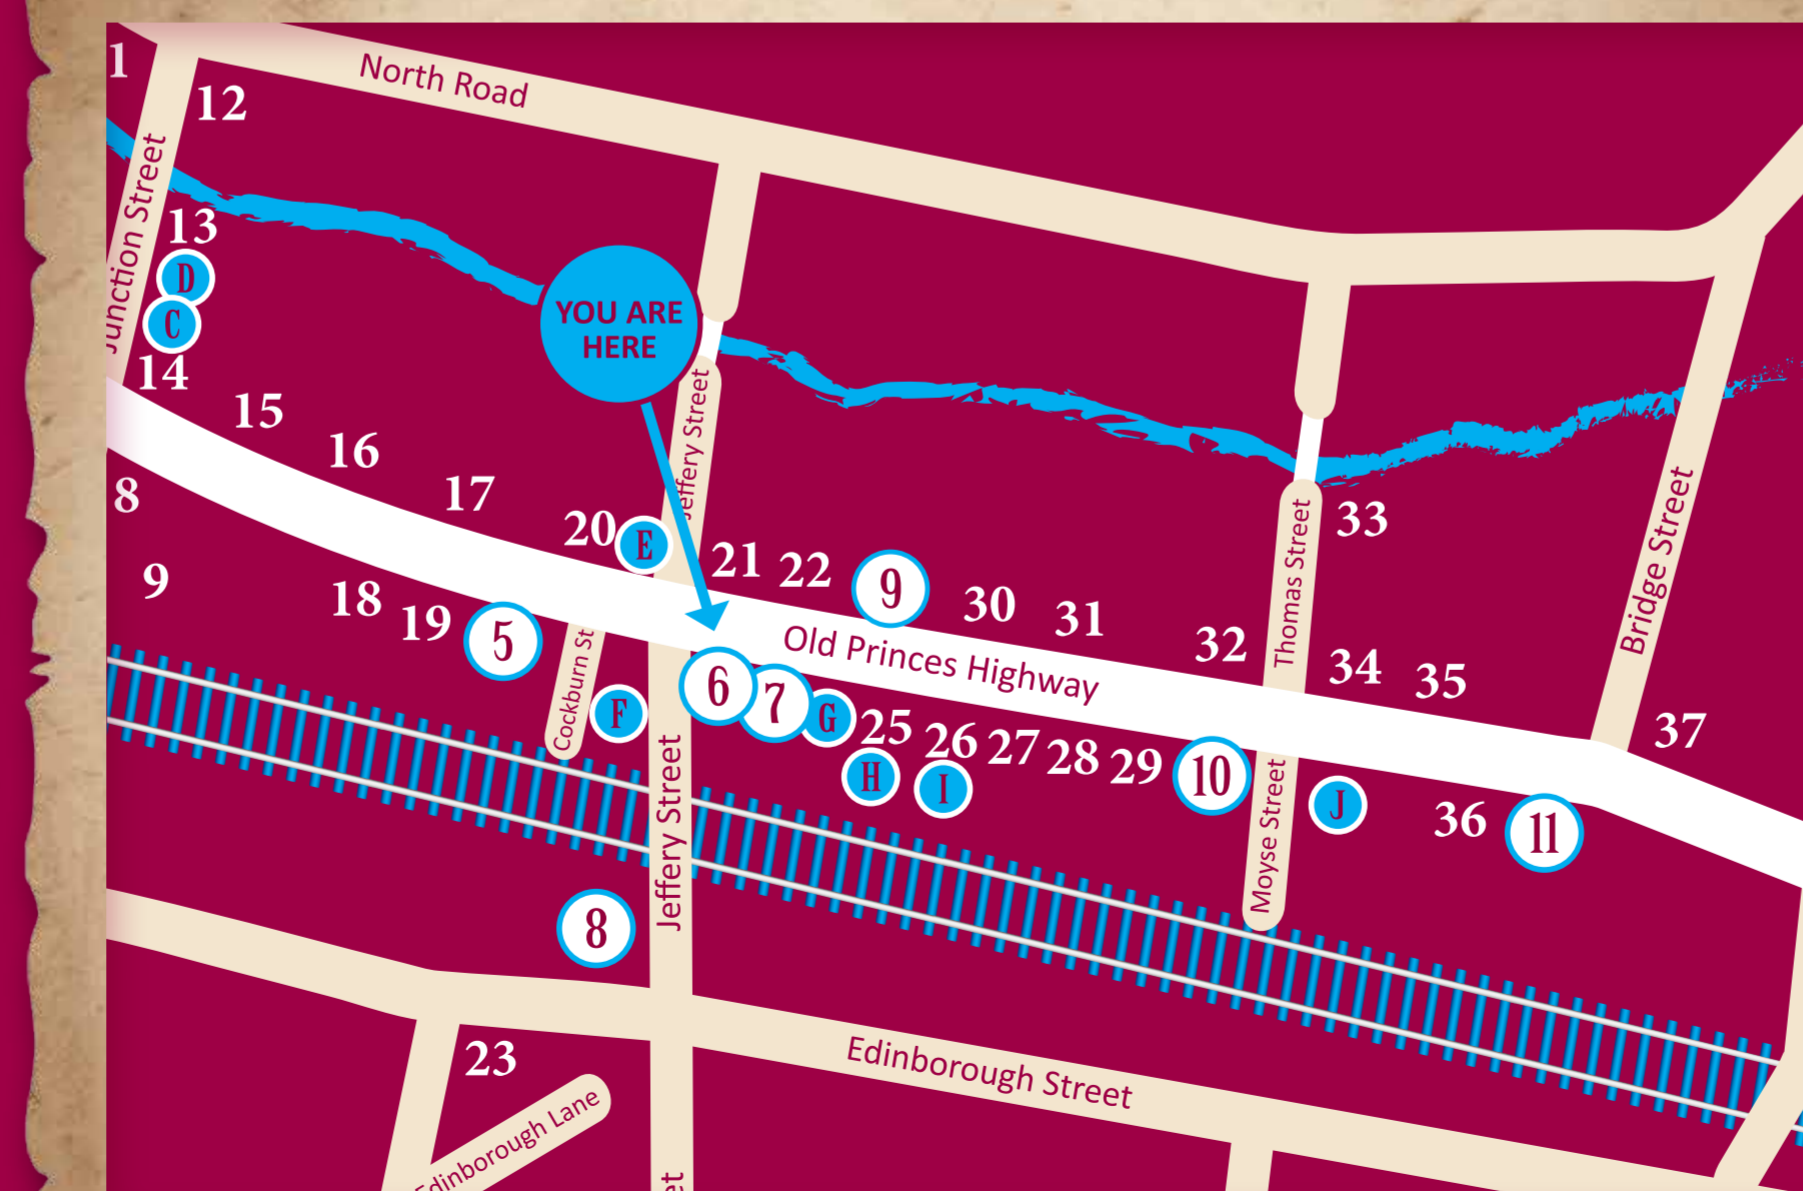 1
North Road
12
Junction Street
13
D
C
14
YOU ARE
HERE
Jeffery Street
15
16
17
8
20
E
21
22
9
30
31
32
33
Thomas Street
Bridge Street
34
35
37
9
18
19
5
Cockburn St
F
6
7
G
Old Princes Highway
25
26
27
28
29
10
H
I
Moyse Street
J
36
11
Jeffery Street
8
23
Edinborough Street
Edinborough Lane
et